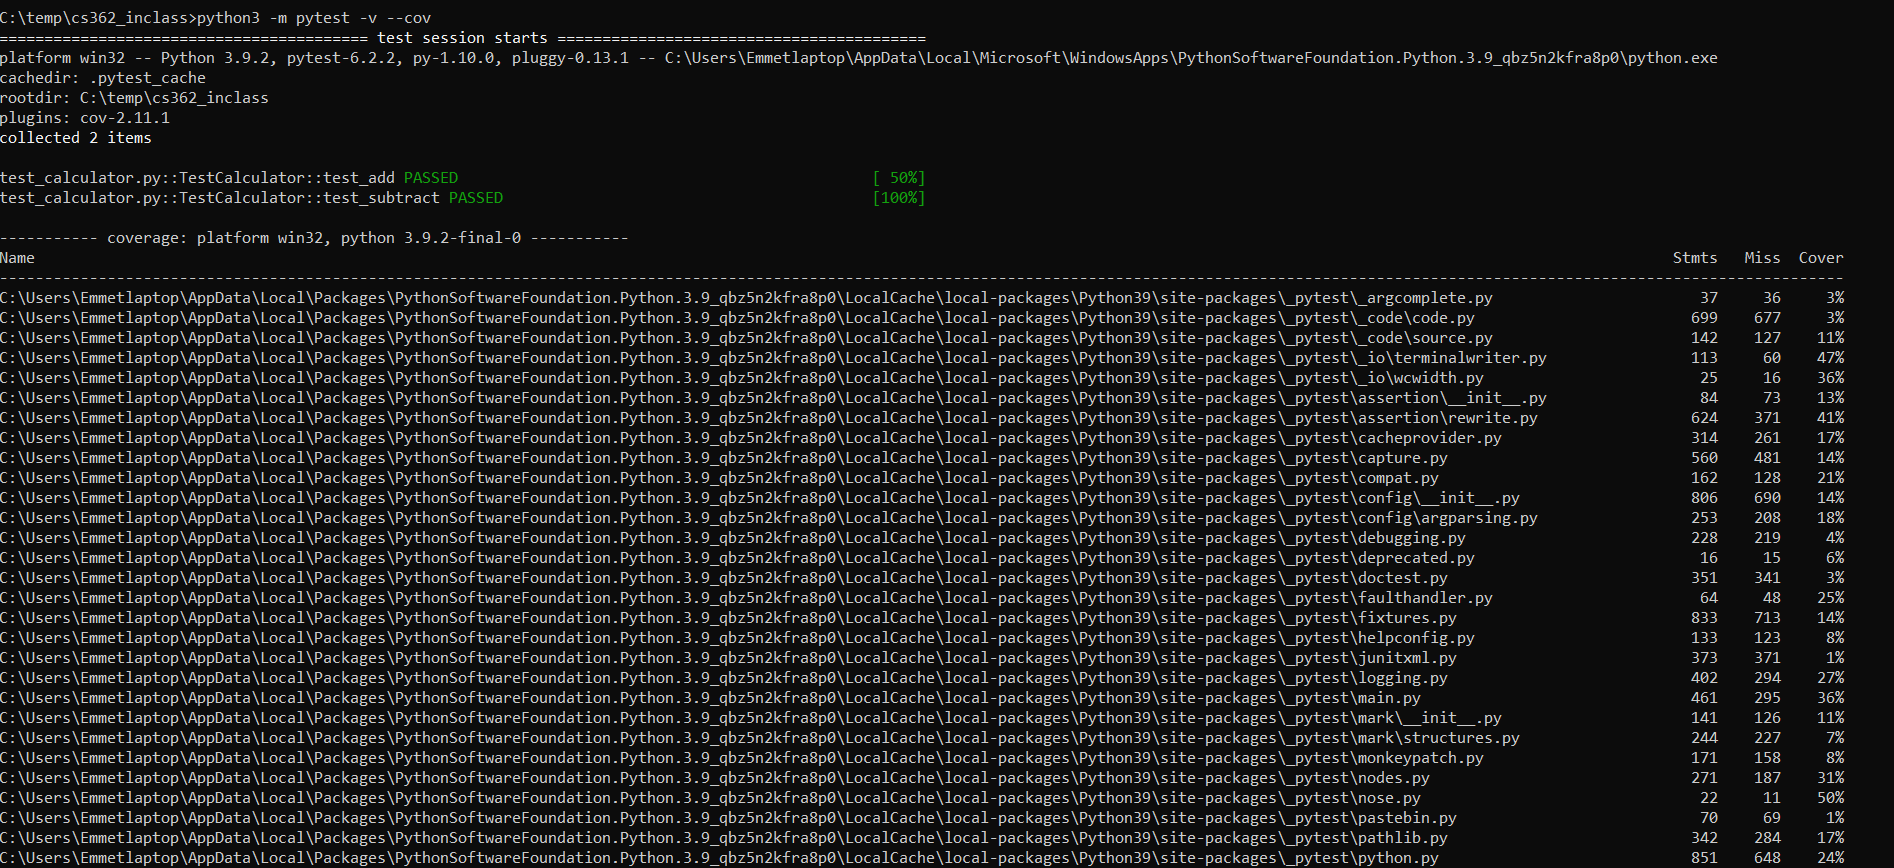 C:\temp\cs362_inclass>python3 -m pytest -v --cov
========================================= test session starts =========================================
platform win32 -- Python 3.9.2, pytest-6.2.2, py-1.10.0, pluggy-0.13.1 -- C:\Users\Emmetlaptop\AppData\Local\Microsoft\WindowsApps\PythonSoftwareFoundation.Python.3.9_qbz5n2kfra8p0\python.exe
cachedir: .pytest_cache
rootdir: C:\temp\cs362_inclass
plugins: cov-2.11.1
collected 2 items
test_calculator.py::TestCalculator::test_add PASSED [ 50%]
test_calculator.py::TestCalculator::test_subtract PASSED [100%]
----------- coverage: platform win32, python 3.9.2-final-0 -----------
Name Stmts Miss Cover
-------------------------------------------------------------------------------------------------------------------------------------------------------------------------------------------------------------
C:\Users\Emmetlaptop\AppData\Local\Packages\PythonSoftwareFoundation.Python.3.9_qbz5n2kfra8p0\LocalCache\local-packages\Python39\site-packages\_pytest\_argcomplete.py 37 36 3%
C:\Users\Emmetlaptop\AppData\Local\Packages\PythonSoftwareFoundation.Python.3.9_qbz5n2kfra8p0\LocalCache\local-packages\Python39\site-packages\_pytest\_code\code.py 699 677 3%
C:\Users\Emmetlaptop\AppData\Local\Packages\PythonSoftwareFoundation.Python.3.9_qbz5n2kfra8p0\LocalCache\local-packages\Python39\site-packages\_pytest\_code\source.py 142 127 11%
C:\Users\Emmetlaptop\AppData\Local\Packages\PythonSoftwareFoundation.Python.3.9_qbz5n2kfra8p0\LocalCache\local-packages\Python39\site-packages\_pytest\_io\terminalwriter.py 113 60 47%
C:\Users\Emmetlaptop\AppData\Local\Packages\PythonSoftwareFoundation.Python.3.9_qbz5n2kfra8p0\LocalCache\local-packages\Python39\site-packages\_pytest\_io\wcwidth.py 25 16 36%
C:\Users\Emmetlaptop\AppData\Local\Packages\PythonSoftwareFoundation.Python.3.9_qbz5n2kfra8p0\LocalCache\local-packages\Python39\site-packages\_pytest\assertion\__init__.py 84 73 13%
C:\Users\Emmetlaptop\AppData\Local\Packages\PythonSoftwareFoundation.Python.3.9_qbz5n2kfra8p0\LocalCache\local-packages\Python39\site-packages\_pytest\assertion\rewrite.py 624 371 41%
C:\Users\Emmetlaptop\AppData\Local\Packages\PythonSoftwareFoundation.Python.3.9_qbz5n2kfra8p0\LocalCache\local-packages\Python39\site-packages\_pytest\cacheprovider.py 314 261 17%
C:\Users\Emmetlaptop\AppData\Local\Packages\PythonSoftwareFoundation.Python.3.9_qbz5n2kfra8p0\LocalCache\local-packages\Python39\site-packages\_pytest\capture.py 560 481 14%
C:\Users\Emmetlaptop\AppData\Local\Packages\PythonSoftwareFoundation.Python.3.9_qbz5n2kfra8p0\LocalCache\local-packages\Python39\site-packages\_pytest\compat.py 162 128 21%
C:\Users\Emmetlaptop\AppData\Local\Packages\PythonSoftwareFoundation.Python.3.9_qbz5n2kfra8p0\LocalCache\local-packages\Python39\site-packages\_pytest\config\__init__.py 806 690 14%
C:\Users\Emmetlaptop\AppData\Local\Packages\PythonSoftwareFoundation.Python.3.9_qbz5n2kfra8p0\LocalCache\local-packages\Python39\site-packages\_pytest\config\argparsing.py 253 208 18%
C:\Users\Emmetlaptop\AppData\Local\Packages\PythonSoftwareFoundation.Python.3.9_qbz5n2kfra8p0\LocalCache\local-packages\Python39\site-packages\_pytest\debugging.py 228 219 4%
C:\Users\Emmetlaptop\AppData\Local\Packages\PythonSoftwareFoundation.Python.3.9_qbz5n2kfra8p0\LocalCache\local-packages\Python39\site-packages\_pytest\deprecated.py 16 15 6%
C:\Users\Emmetlaptop\AppData\Local\Packages\PythonSoftwareFoundation.Python.3.9_qbz5n2kfra8p0\LocalCache\local-packages\Python39\site-packages\_pytest\doctest.py 351 341 3%
C:\Users\Emmetlaptop\AppData\Local\Packages\PythonSoftwareFoundation.Python.3.9_qbz5n2kfra8p0\LocalCache\local-packages\Python39\site-packages\_pytest\faulthandler.py 64 48 25%
C:\Users\Emmetlaptop\AppData\Local\Packages\PythonSoftwareFoundation.Python.3.9_qbz5n2kfra8p0\LocalCache\local-packages\Python39\site-packages\_pytest\fixtures.py 833 713 14%
C:\Users\Emmetlaptop\AppData\Local\Packages\PythonSoftwareFoundation.Python.3.9_qbz5n2kfra8p0\LocalCache\local-packages\Python39\site-packages\_pytest\helpconfig.py 133 123 8%
C:\Users\Emmetlaptop\AppData\Local\Packages\PythonSoftwareFoundation.Python.3.9_qbz5n2kfra8p0\LocalCache\local-packages\Python39\site-packages\_pytest\junitxml.py 373 371 1%
C:\Users\Emmetlaptop\AppData\Local\Packages\PythonSoftwareFoundation.Python.3.9_qbz5n2kfra8p0\LocalCache\local-packages\Python39\site-packages\_pytest\logging.py 402 294 27%
C:\Users\Emmetlaptop\AppData\Local\Packages\PythonSoftwareFoundation.Python.3.9_qbz5n2kfra8p0\LocalCache\local-packages\Python39\site-packages\_pytest\main.py 461 295 36%
C:\Users\Emmetlaptop\AppData\Local\Packages\PythonSoftwareFoundation.Python.3.9_qbz5n2kfra8p0\LocalCache\local-packages\Python39\site-packages\_pytest\mark\__init__.py 141 126 11%
C:\Users\Emmetlaptop\AppData\Local\Packages\PythonSoftwareFoundation.Python.3.9_qbz5n2kfra8p0\LocalCache\local-packages\Python39\site-packages\_pytest\mark\structures.py 244 227 7%
C:\Users\Emmetlaptop\AppData\Local\Packages\PythonSoftwareFoundation.Python.3.9_qbz5n2kfra8p0\LocalCache\local-packages\Python39\site-packages\_pytest\monkeypatch.py 171 158 8%
C:\Users\Emmetlaptop\AppData\Local\Packages\PythonSoftwareFoundation.Python.3.9_qbz5n2kfra8p0\LocalCache\local-packages\Python39\site-packages\_pytest\nodes.py 271 187 31%
C:\Users\Emmetlaptop\AppData\Local\Packages\PythonSoftwareFoundation.Python.3.9_qbz5n2kfra8p0\LocalCache\local-packages\Python39\site-packages\_pytest\nose.py 22 11 50%
C:\Users\Emmetlaptop\AppData\Local\Packages\PythonSoftwareFoundation.Python.3.9_qbz5n2kfra8p0\LocalCache\local-packages\Python39\site-packages\_pytest\pastebin.py 70 69 1%
C:\Users\Emmetlaptop\AppData\Local\Packages\PythonSoftwareFoundation.Python.3.9_qbz5n2kfra8p0\LocalCache\local-packages\Python39\site-packages\_pytest\pathlib.py 342 284 17%
C:\Users\Emmetlaptop\AppData\Local\Packages\PythonSoftwareFoundation.Python.3.9_qbz5n2kfra8p0\LocalCache\local-packages\Python39\site-packages\_pytest\python.py 851 648 24%